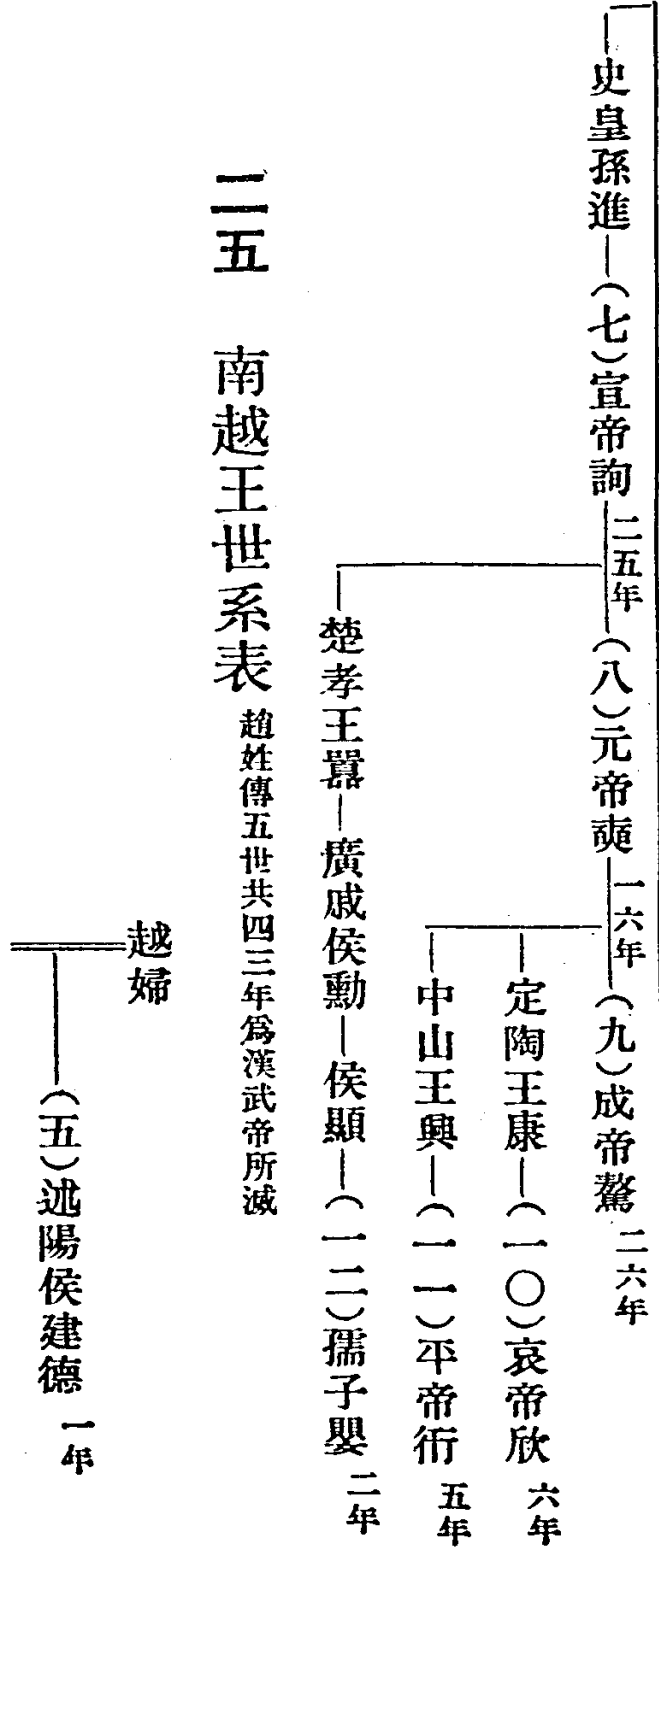 史皇孫進—(七)宣帝詢 二五年 (八)元帝奭 一六年 (九)成帝驁 二六年
定陶王康—(一〇)哀帝欣 六年
中山王興—(一一)平帝衎 五年
楚孝王囂—廣戚侯勳—侯顯—(一二)孺子嬰 二年
二五 南越王世系表 趙姓傳五世共四三年爲漢武帝所滅
越婦
(五)述陽侯建德 一年